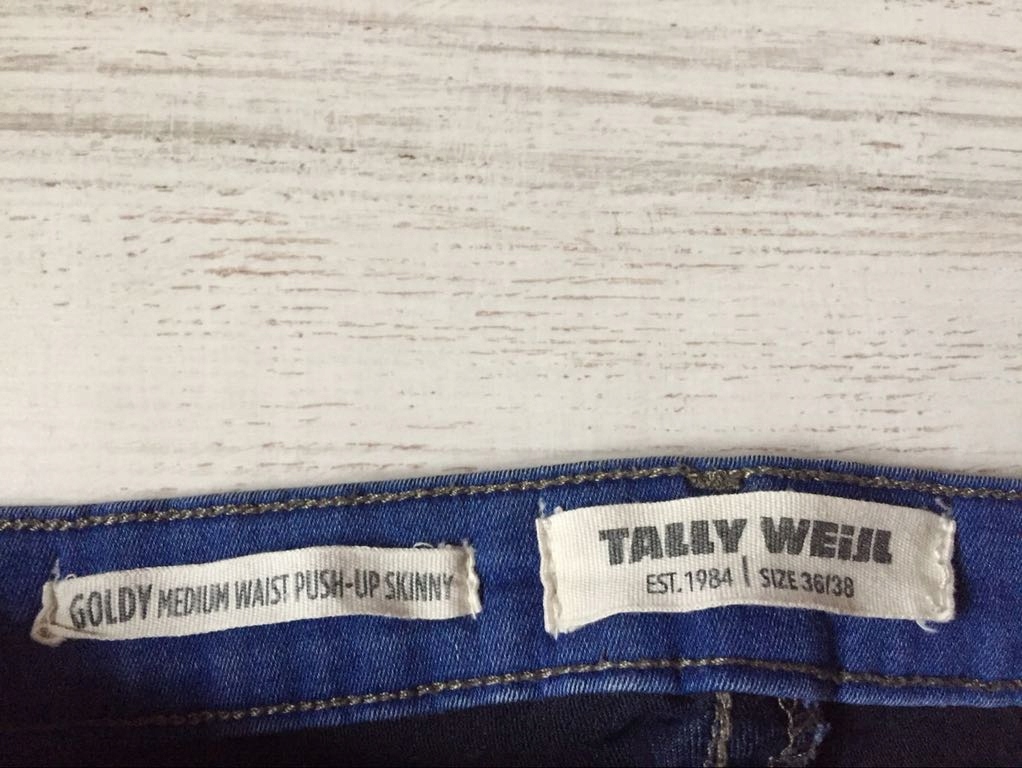 GOLDY MEDIUM WAIST PUSH-UP SKINNY
TALLY WEiJL
EST. 1984 | SIZE 36/38